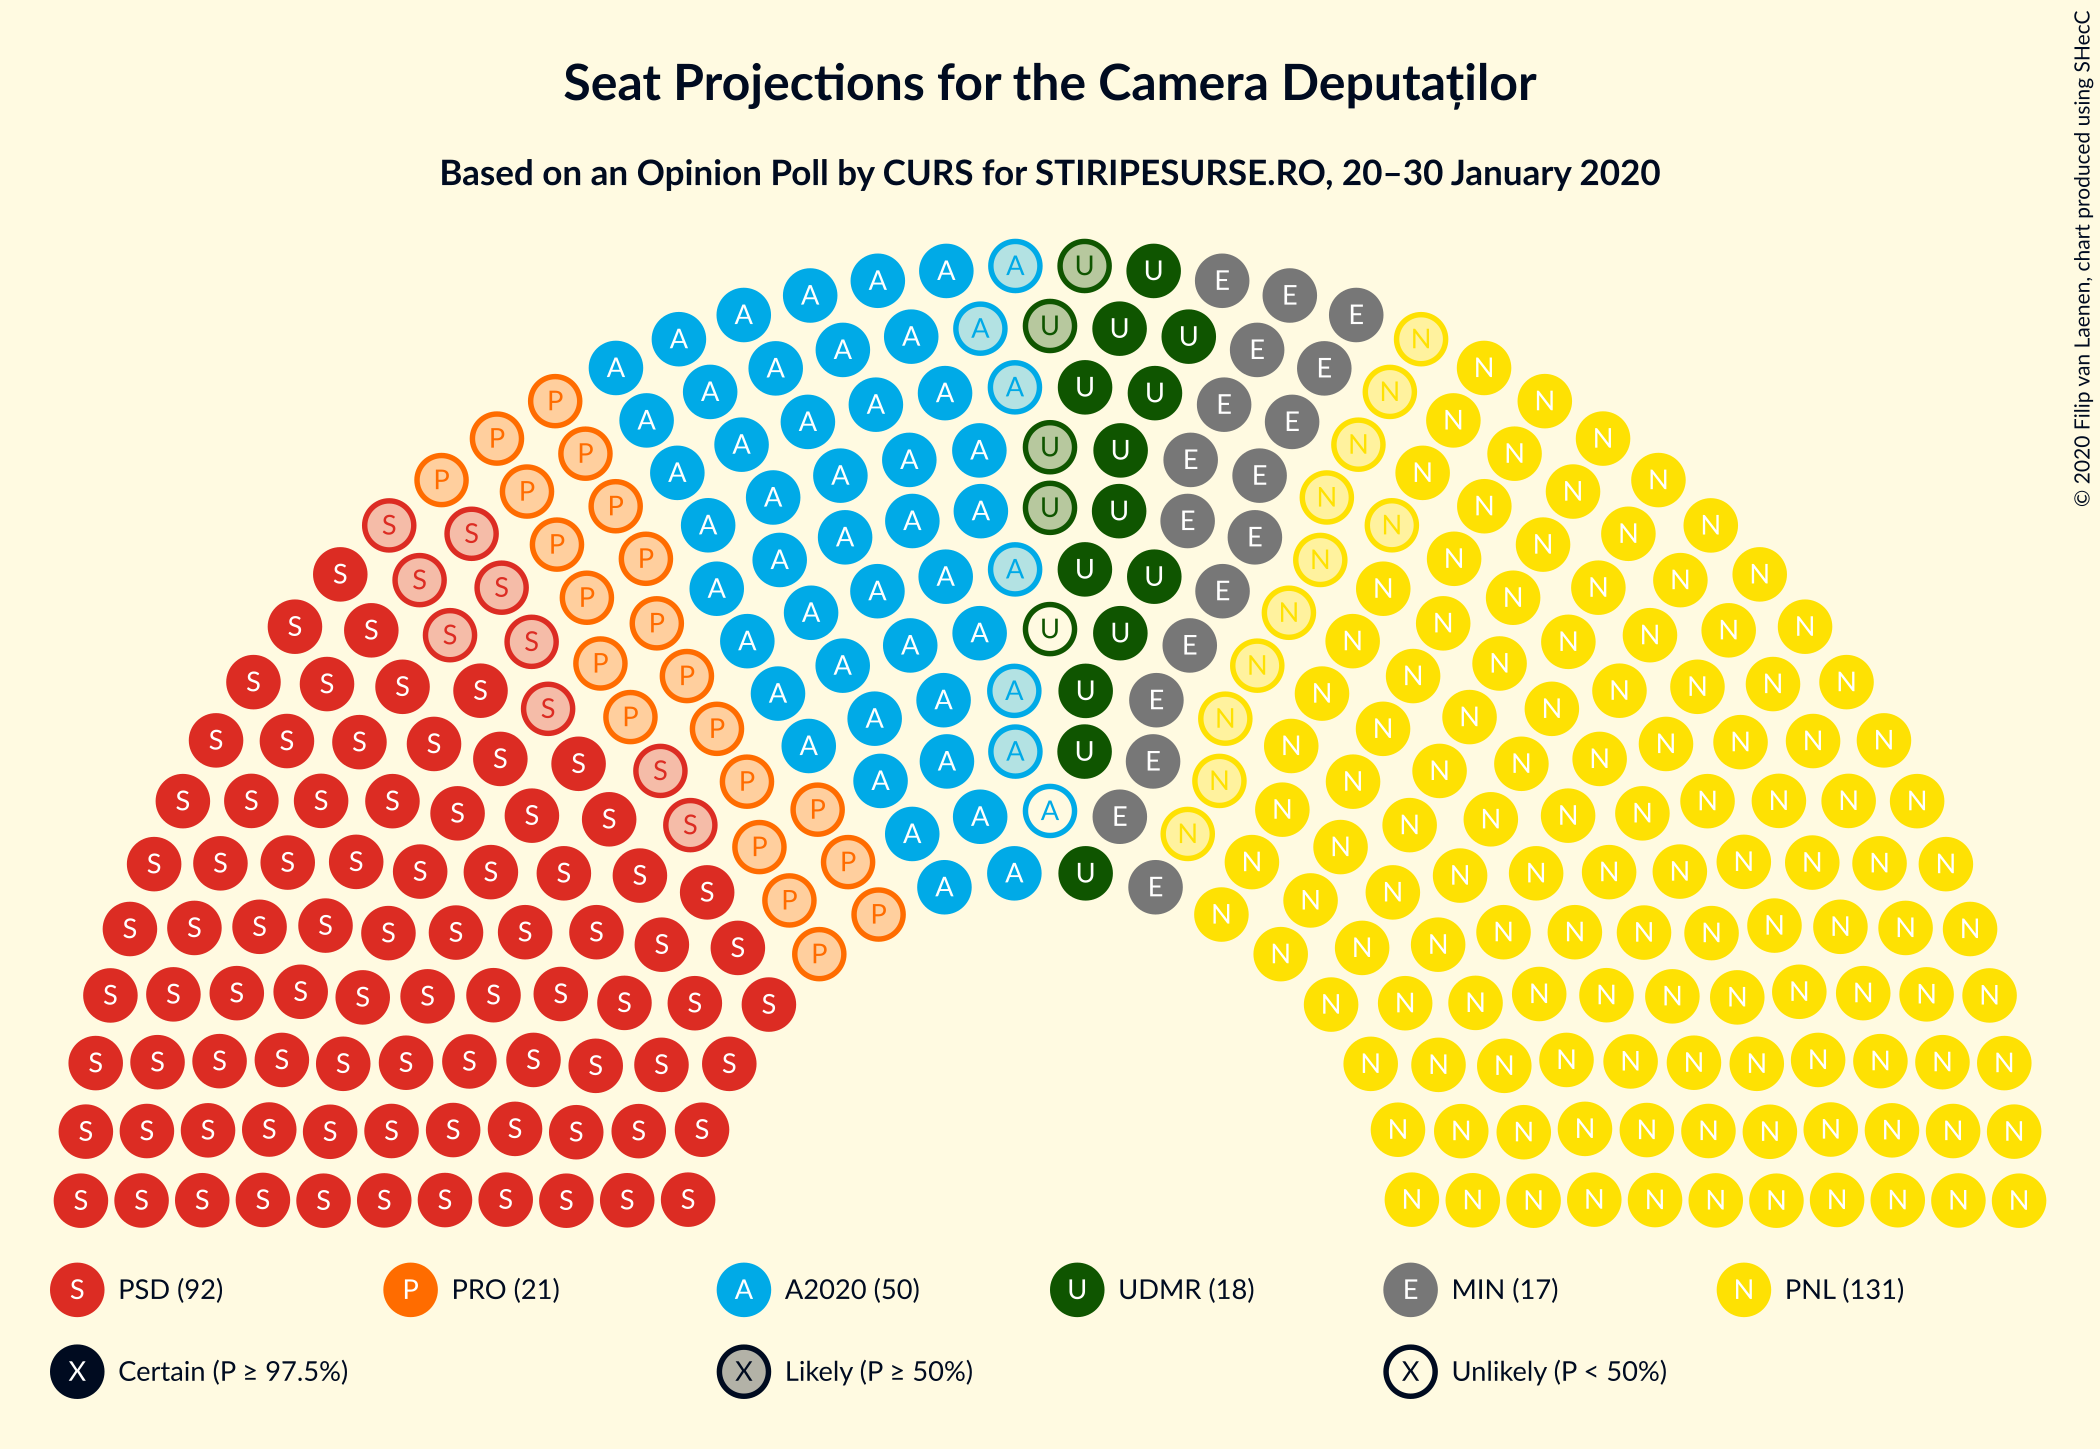 Seat Projections for the Camera Deputaților
Based on an Opinion Poll by CURS for STIRIPESURSE.RO, 20–30 January 2020
© 2020 Filip van Laenen, chart produced using SHecC
S PSD (92) P PRO (21) A A2020 (50) U UDMR (18) E MIN (17) N PNL (131)
X Certain (P ≥ 97.5%) X Likely (P ≥ 50%) X Unlikely (P < 50%)